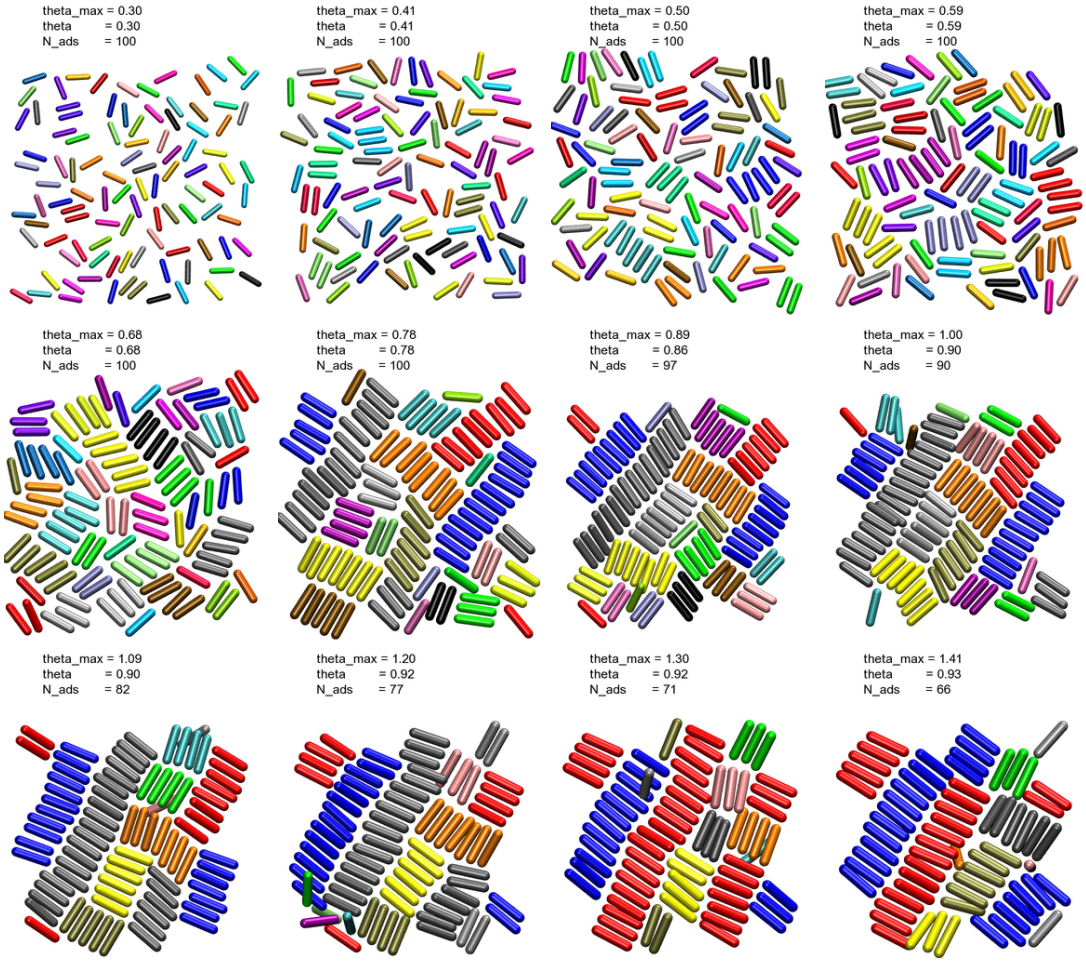 theta_max = 0.30
theta = 0.30
N_ads = 100
theta_max = 0.41
theta = 0.41
N_ads = 100
theta_max = 0.50
theta = 0.50
N_ads = 100
theta_max = 0.59
theta = 0.59
N_ads = 100
theta_max = 0.68
theta = 0.68
N_ads = 100
theta_max = 0.78
theta = 0.78
N_ads = 100
theta_max = 0.89
theta = 0.86
N_ads = 97
theta_max = 1.00
theta = 0.90
N_ads = 90
theta_max = 1.09
theta = 0.90
N_ads = 82
theta_max = 1.20
theta = 0.92
N_ads = 77
theta_max = 1.30
theta = 0.92
N_ads = 71
theta_max = 1.41
theta = 0.93
N_ads = 66